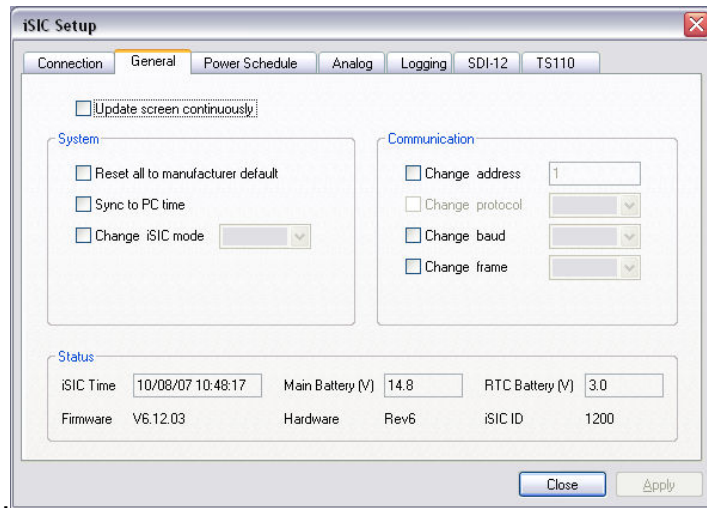 iSIC Setup
Connection General Power Schedule Analog Logging SDI-12 TS110
Update screen continuously
System
Reset all to manufacturer default
Sync to PC time
Change iSIC mode
Communication
Change address 1
Change protocol
Change baud
Change frame
Status
iSIC Time 10/08/07 10:48:17 Main Battery (V) 14.8 RTC Battery (V) 3.0
Firmware V6.12.03 Hardware Rev6 iSIC ID 1200
Close Apply
.